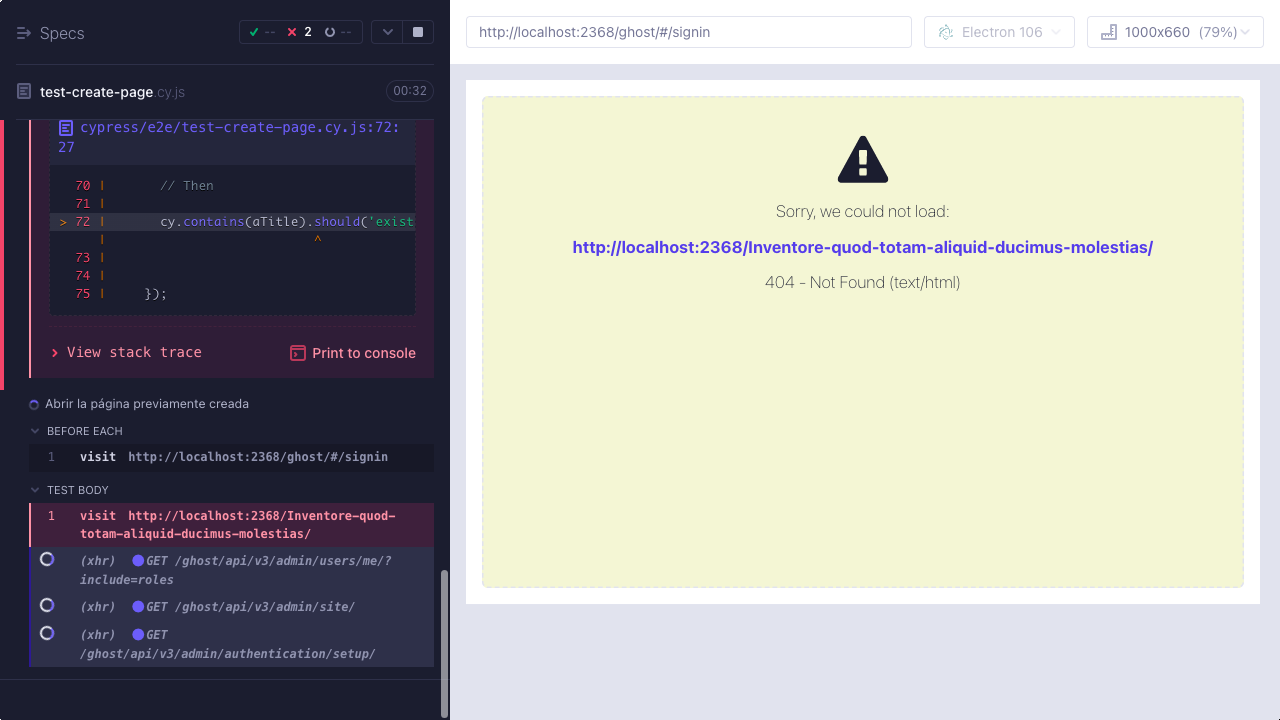 Specs
-- 2 --
test-create-page.cy.js 00:32
cypress/e2e/test-create-page.cy.js:72:
27
70 | // Then
71 |
> 72 | cy.contains(aTitle).should('exist
| ^
73 |
74 |
75 | });
View stack trace Print to console
Abrir la página previamente creada
BEFORE EACH
1 visit http://localhost:2368/ghost/#/signin
TEST BODY
1 visit http://localhost:2368/Inventore-quod-
totam-aliquid-ducimus-molestias/
(xhr) GET /ghost/api/v3/admin/users/me/?
include=roles
(xhr) GET /ghost/api/v3/admin/site/
(xhr) GET
/ghost/api/v3/admin/authentication/setup/
http://localhost:2368/ghost/#/signin
Electron 106
1000x660 (79%)
Sorry, we could not load:
http://localhost:2368/Inventore-quod-totam-aliquid-ducimus-molestias/
404 - Not Found (text/html)